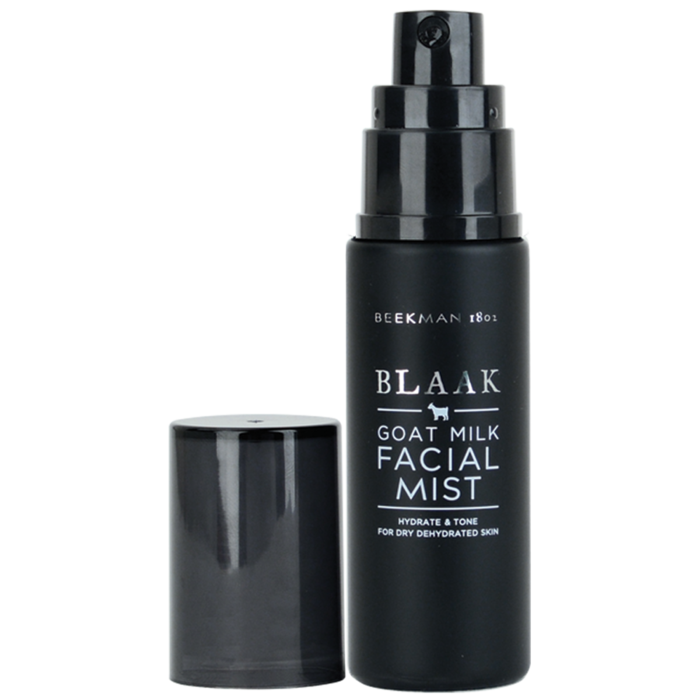 BEEKMAN 1802
BLAAK
GOAT MILK
FACIAL
MIST
HYDRATE & TONE
FOR DRY DEHYDRATED SKIN